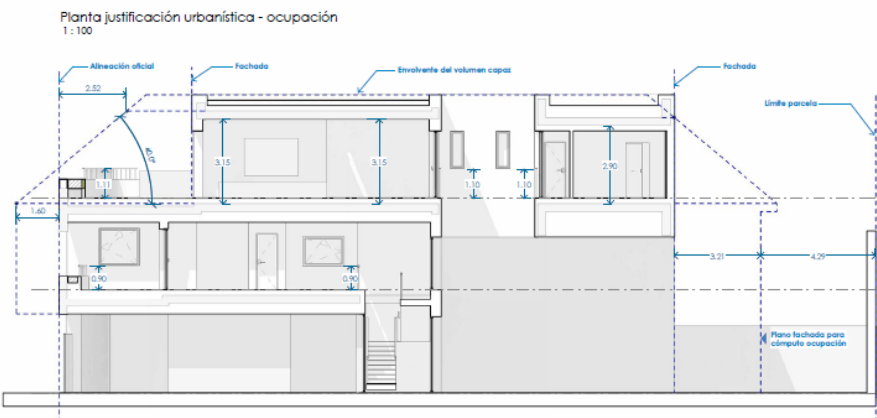 Planta justificación urbanística - ocupación
1 : 100
Alineación oficial
Fachada
Envolvente del volumen capaz
Fachada
Límite parcela
2.52
40.0°
3.15
3.15
2.90
1.11
1.10
1.10
1.60
0.90
0.90
3.21
4.29
Plano fachada para
cómputo ocupación